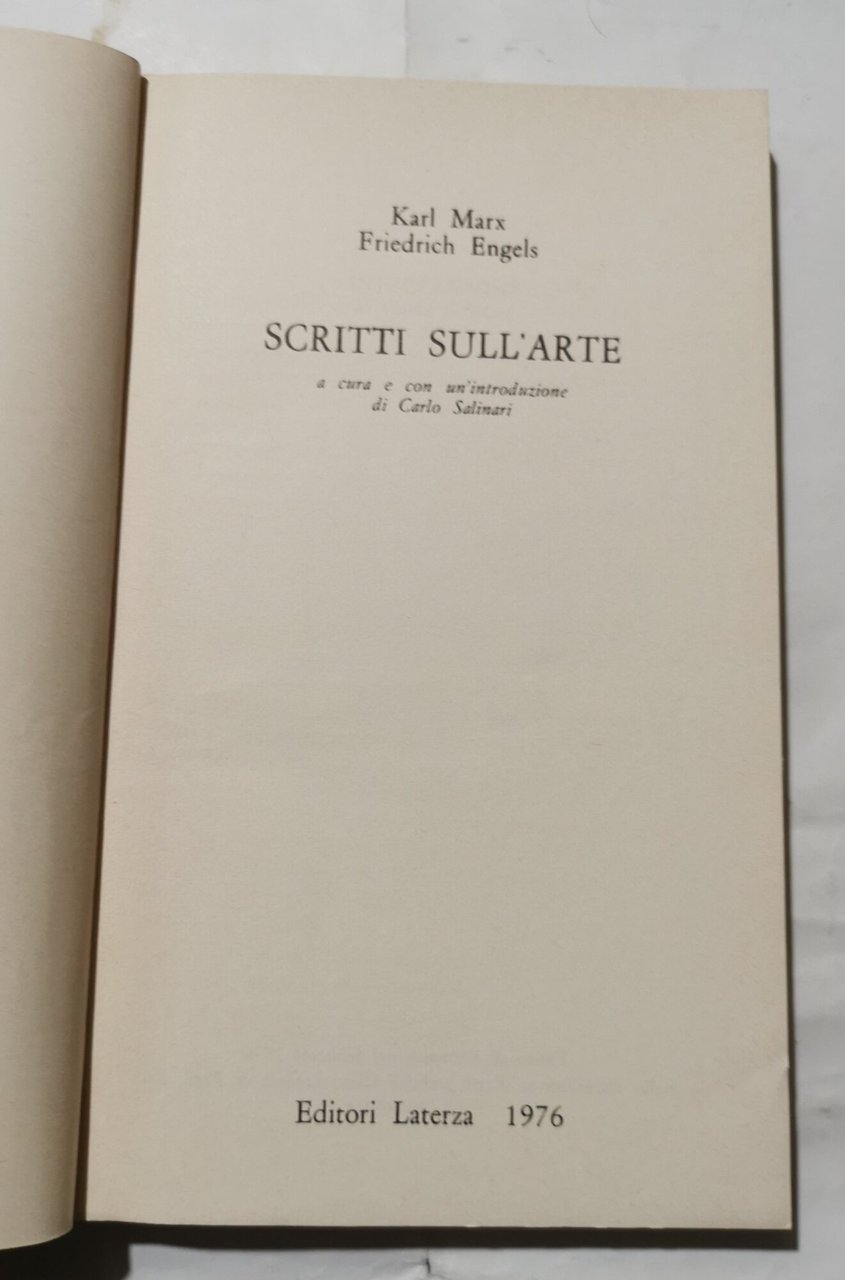 Karl Marx
Friedrich Engels
SCRITTI SULL'ARTE
a cura e con un'introduzione
di Carlo Salinari
Editori Laterza 1976